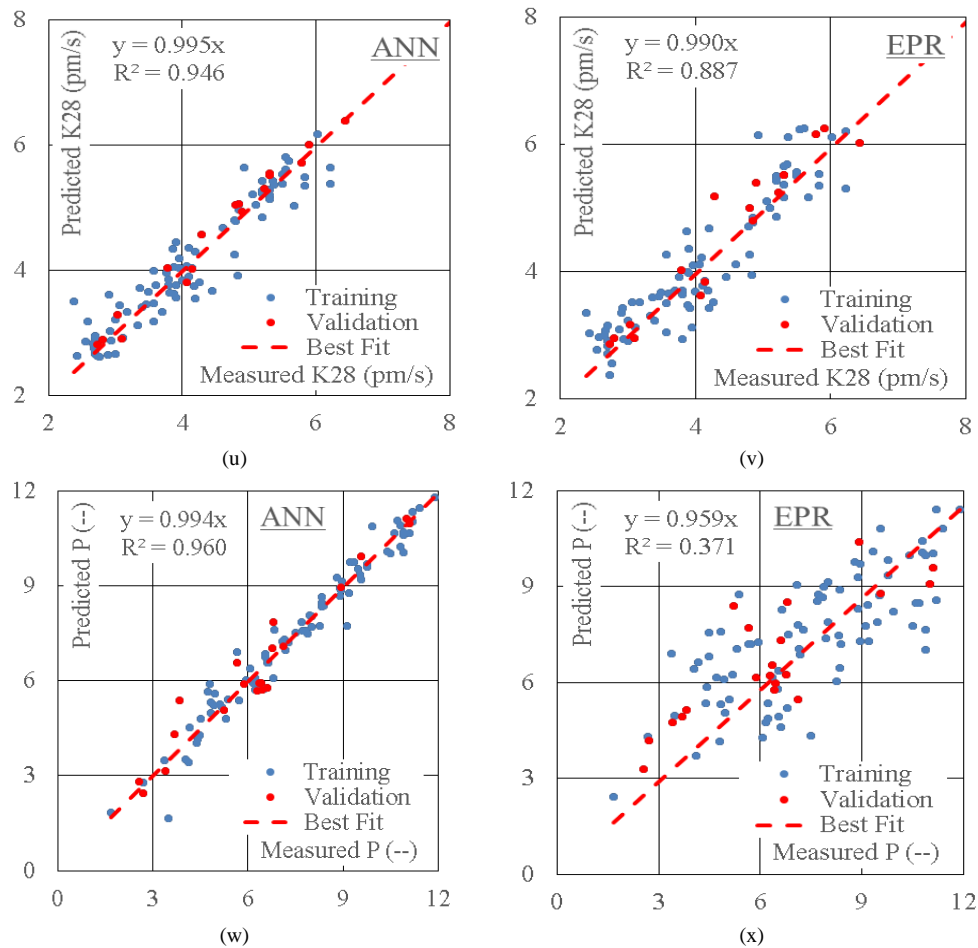 8
6
4
2
Predicted K28 (pm/s)
y = 0.995x
R² = 0.946
ANN
Training
Validation
Best Fit
Measured K28 (pm/s)
2 4 6 8
(u)
8
6
4
2
Predicted K28 (pm/s)
y = 0.990x
R² = 0.887
EPR
Training
Validation
Best Fit
Measured K28 (pm/s)
2 4 6 8
(v)
12
9
6
3
0
Predicted P (--)
y = 0.994x
R² = 0.960
ANN
Training
Validation
Best Fit
Measured P (--)
0 3 6 9 12
(w)
12
9
6
3
0
Predicted P (--)
y = 0.959x
R² = 0.371
EPR
Training
Validation
Best Fit
Measured P (--)
0 3 6 9 12
(x)